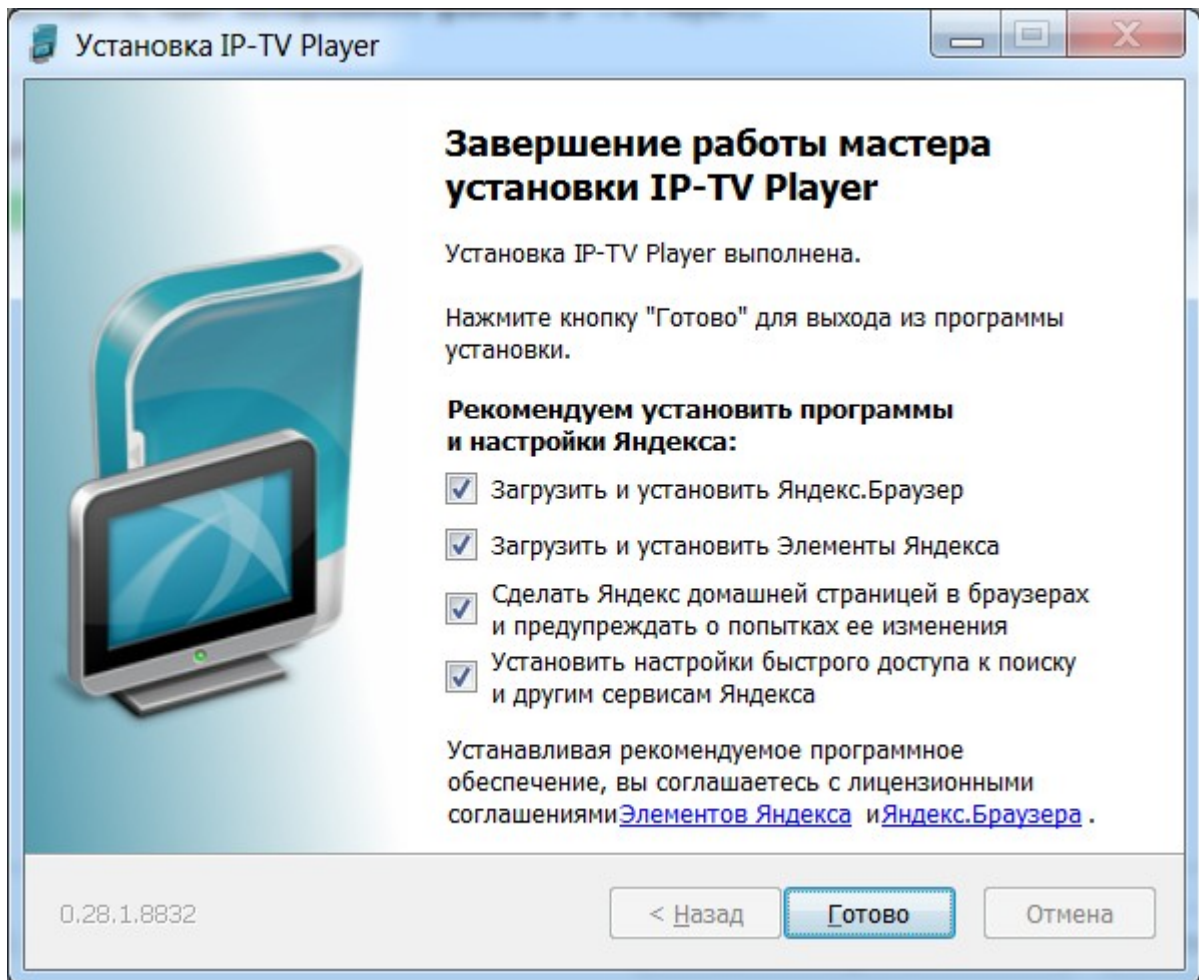 Установка IP-TV Player
Завершение работы мастера
установки IP-TV Player
Установка IP-TV Player выполнена.
Нажмите кнопку "Готово" для выхода из программы
установки.
Рекомендуем установить программы
и настройки Яндекса:
Загрузить и установить Яндекс.Браузер
Загрузить и установить Элементы Яндекса
Сделать Яндекс домашней страницей в браузерах
и предупреждать о попытках ее изменения
Установить настройки быстрого доступа к поиску
и другим сервисам Яндекса
Устанавливая рекомендуемое программное
обеспечение, вы соглашаетесь с лицензионными
соглашениямиЭлементов Яндекса иЯндекс.Браузера .
0.28.1.8832
< Назад
Готово
Отмена